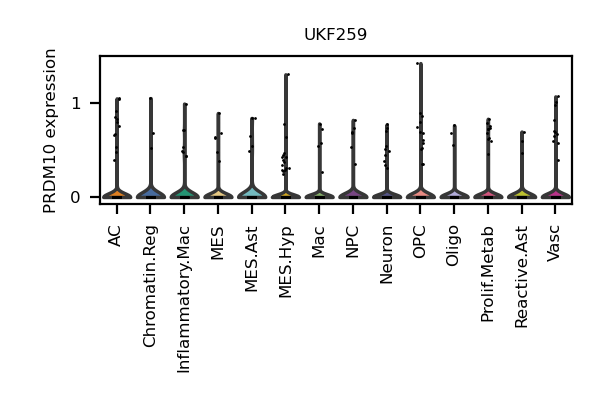 UKF259
PRDM10 expression
1
0
AC
Chromatin.Reg
Inflammatory.Mac
MES
MES.Ast
MES.Hyp
Mac
NPC
Neuron
OPC
Oligo
Prolif.Metab
Reactive.Ast
Vasc